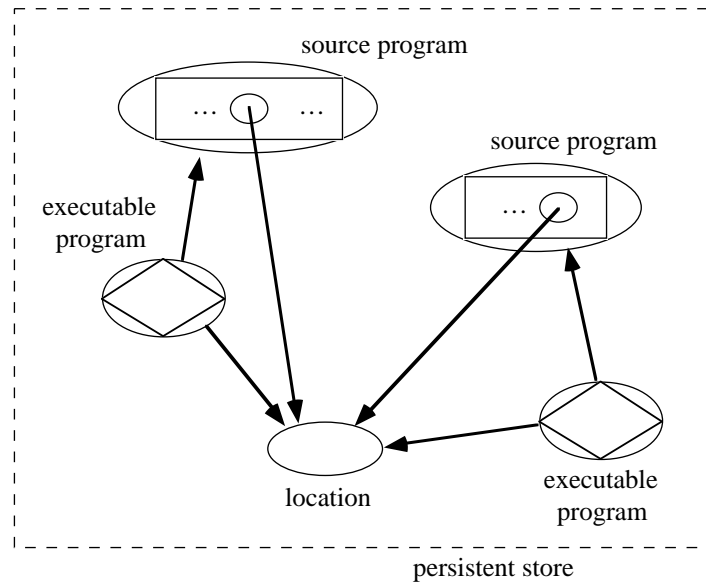 source program
… …
source program
…
executable
program
location
executable
program
persistent store